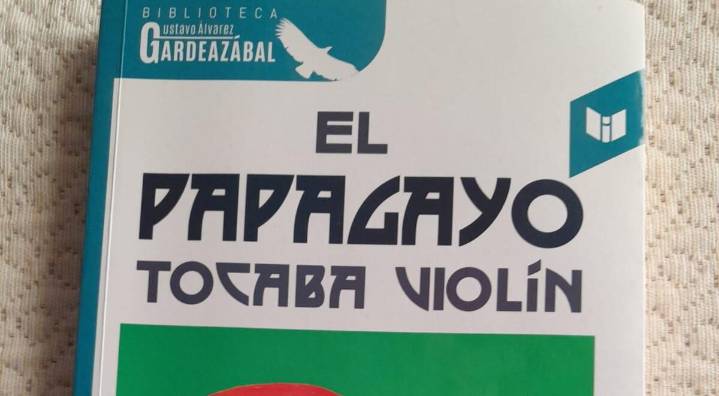 BIBLIOTECA
Gustavo Álvarez
GARDEAZÁBAL
EL
PAPAGAYO
TOCABA VIOLÍN